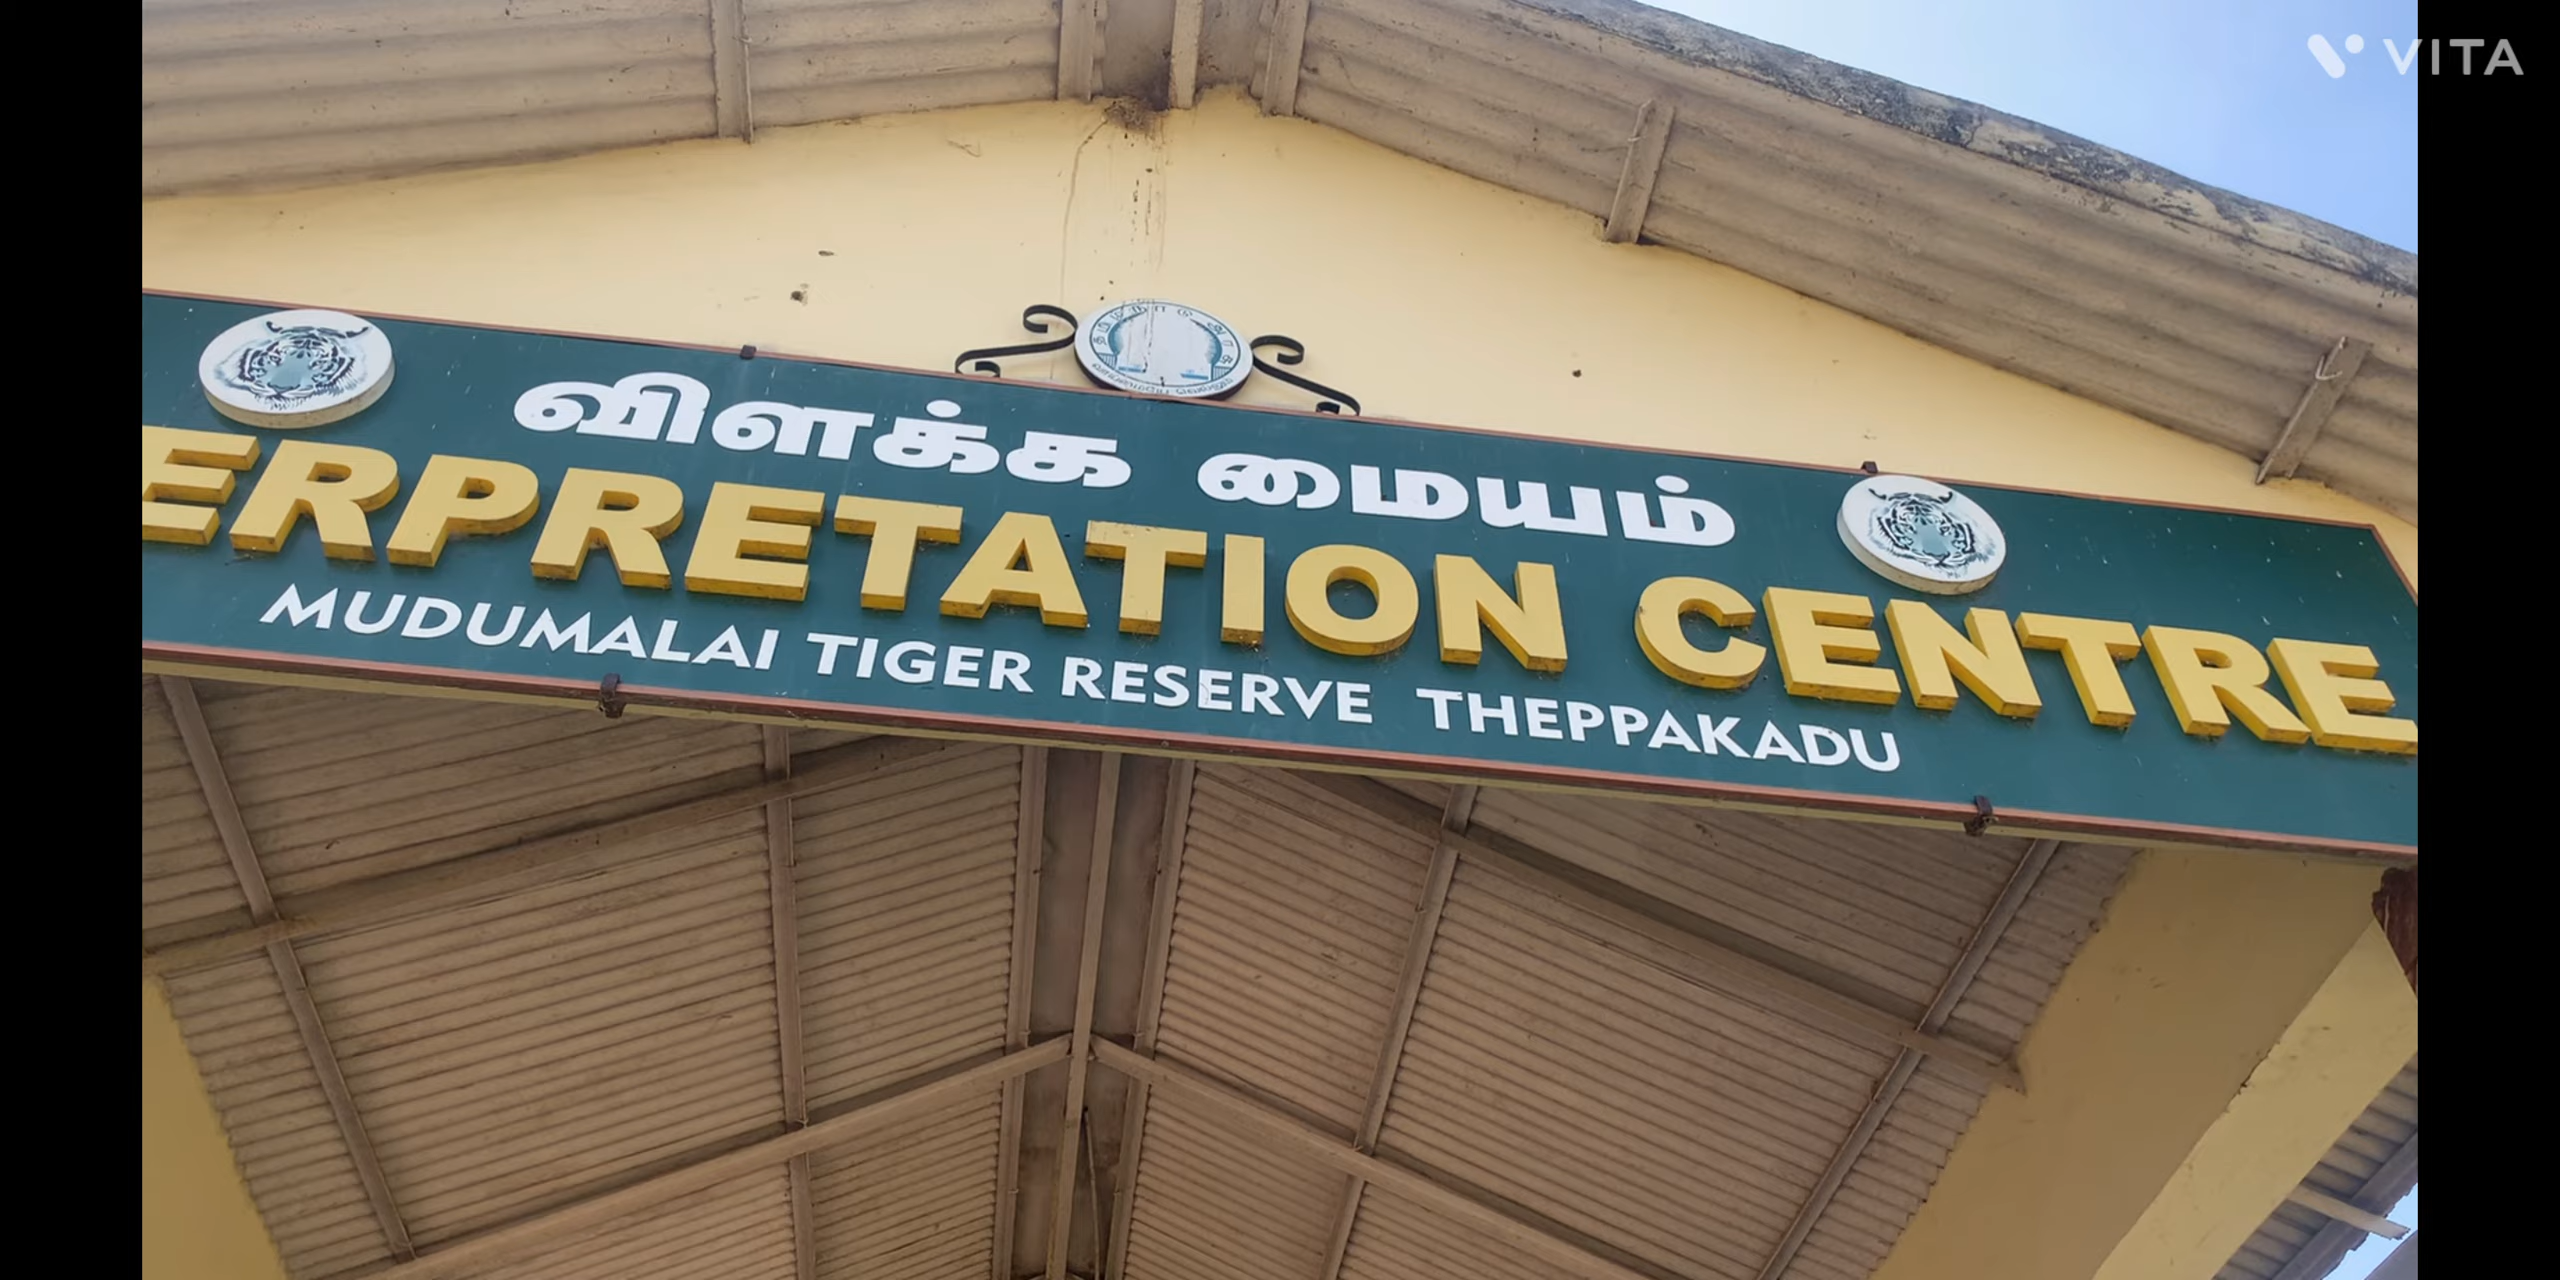 VITA
விளக்க மையம்
ERPRETATION CENTRE
MUDUMALAI TIGER RESERVE THEPPAKADU